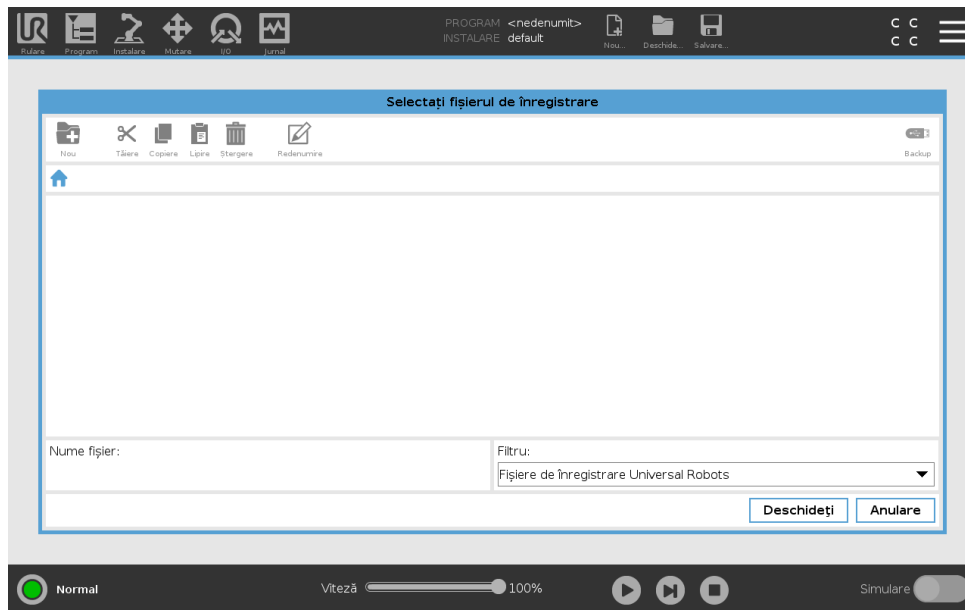 PROGRAM <nedenumit>
INSTALARE default
Rulare Program Instalare Mutare I/O Jurnal Nou... Deschide... Salvare...
C C
C C
Selectați fișierul de înregistrare
Nou Tăiere Copiere Lipire Ștergere Redenumire Backup
Nume fișier: Filtru:
Fișiere de înregistrare Universal Robots
Deschideți Anulare
Normal Viteză 100% Simulare